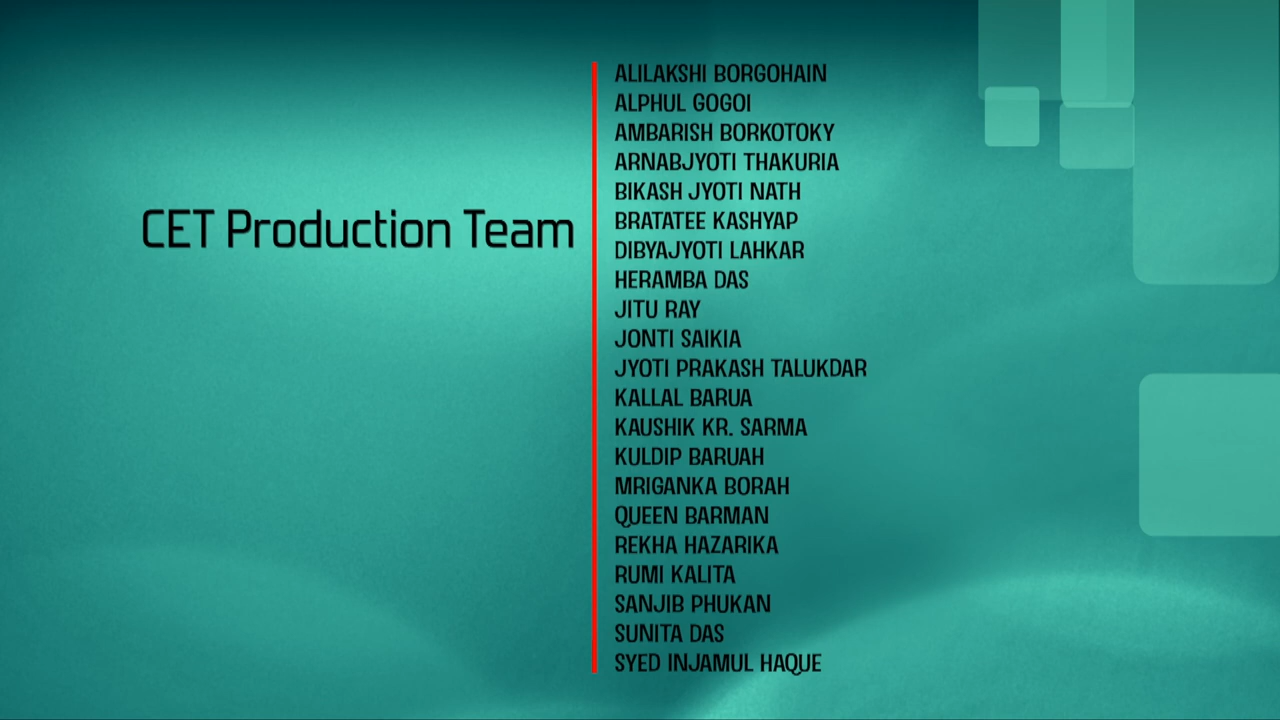 CET Production Team
ALILAKSHI BORGOHAIN
ALPHUL GOGOI
AMBARISH BORKOTOKY
ARNABJYOTI THAKURIA
BIKASH JYOTI NATH
BRATATEE KASHYAP
DIBYAJYOTI LAHKAR
HERAMBA DAS
JITU RAY
JONTI SAIKIA
JYOTI PRAKASH TALUKDAR
KALLAL BARUA
KAUSHIK KR. SARMA
KULDIP BARUAH
MRIGANKA BORAH
QUEEN BARMAN
REKHA HAZARIKA
RUMI KALITA
SANJIB PHUKAN
SUNITA DAS
SYED INJAMUL HAQUE